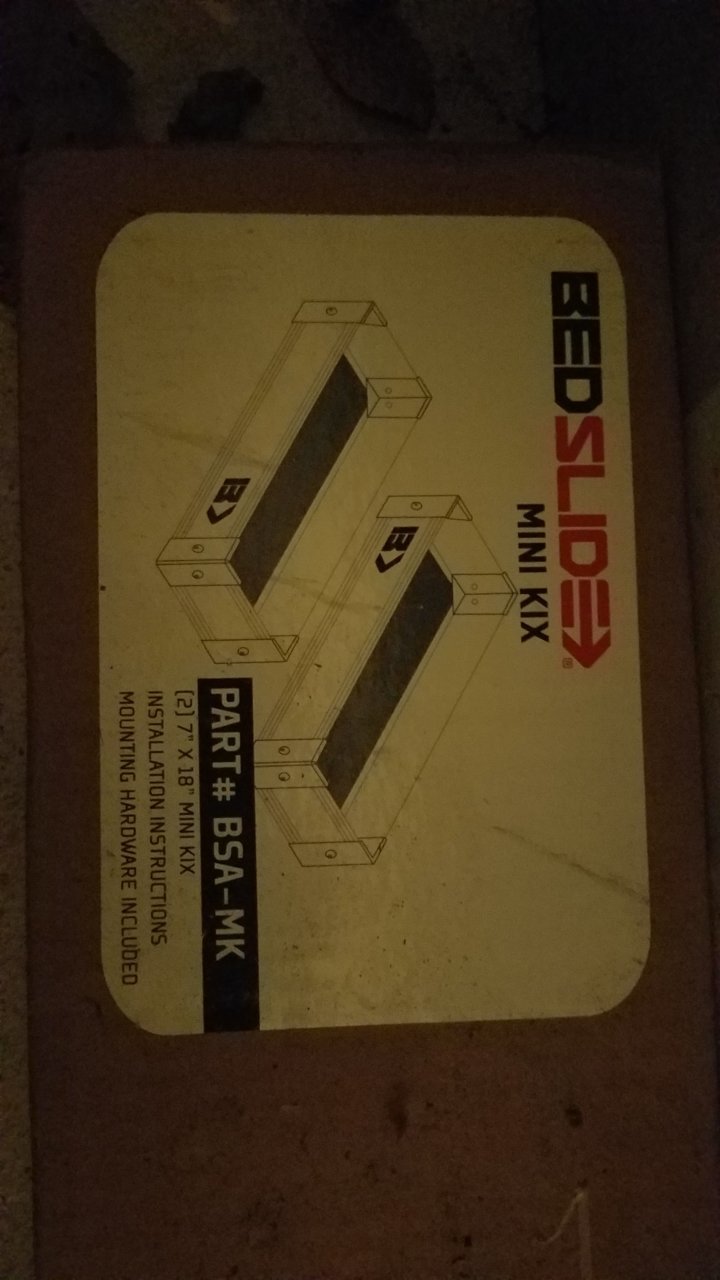 BEDSLIDE®
MINI KIX
B
B
PART# BSA-MK
(2) 7" X 18" MINI KIX
INSTALLATION INSTRUCTIONS
MOUNTING HARDWARE INCLUDED